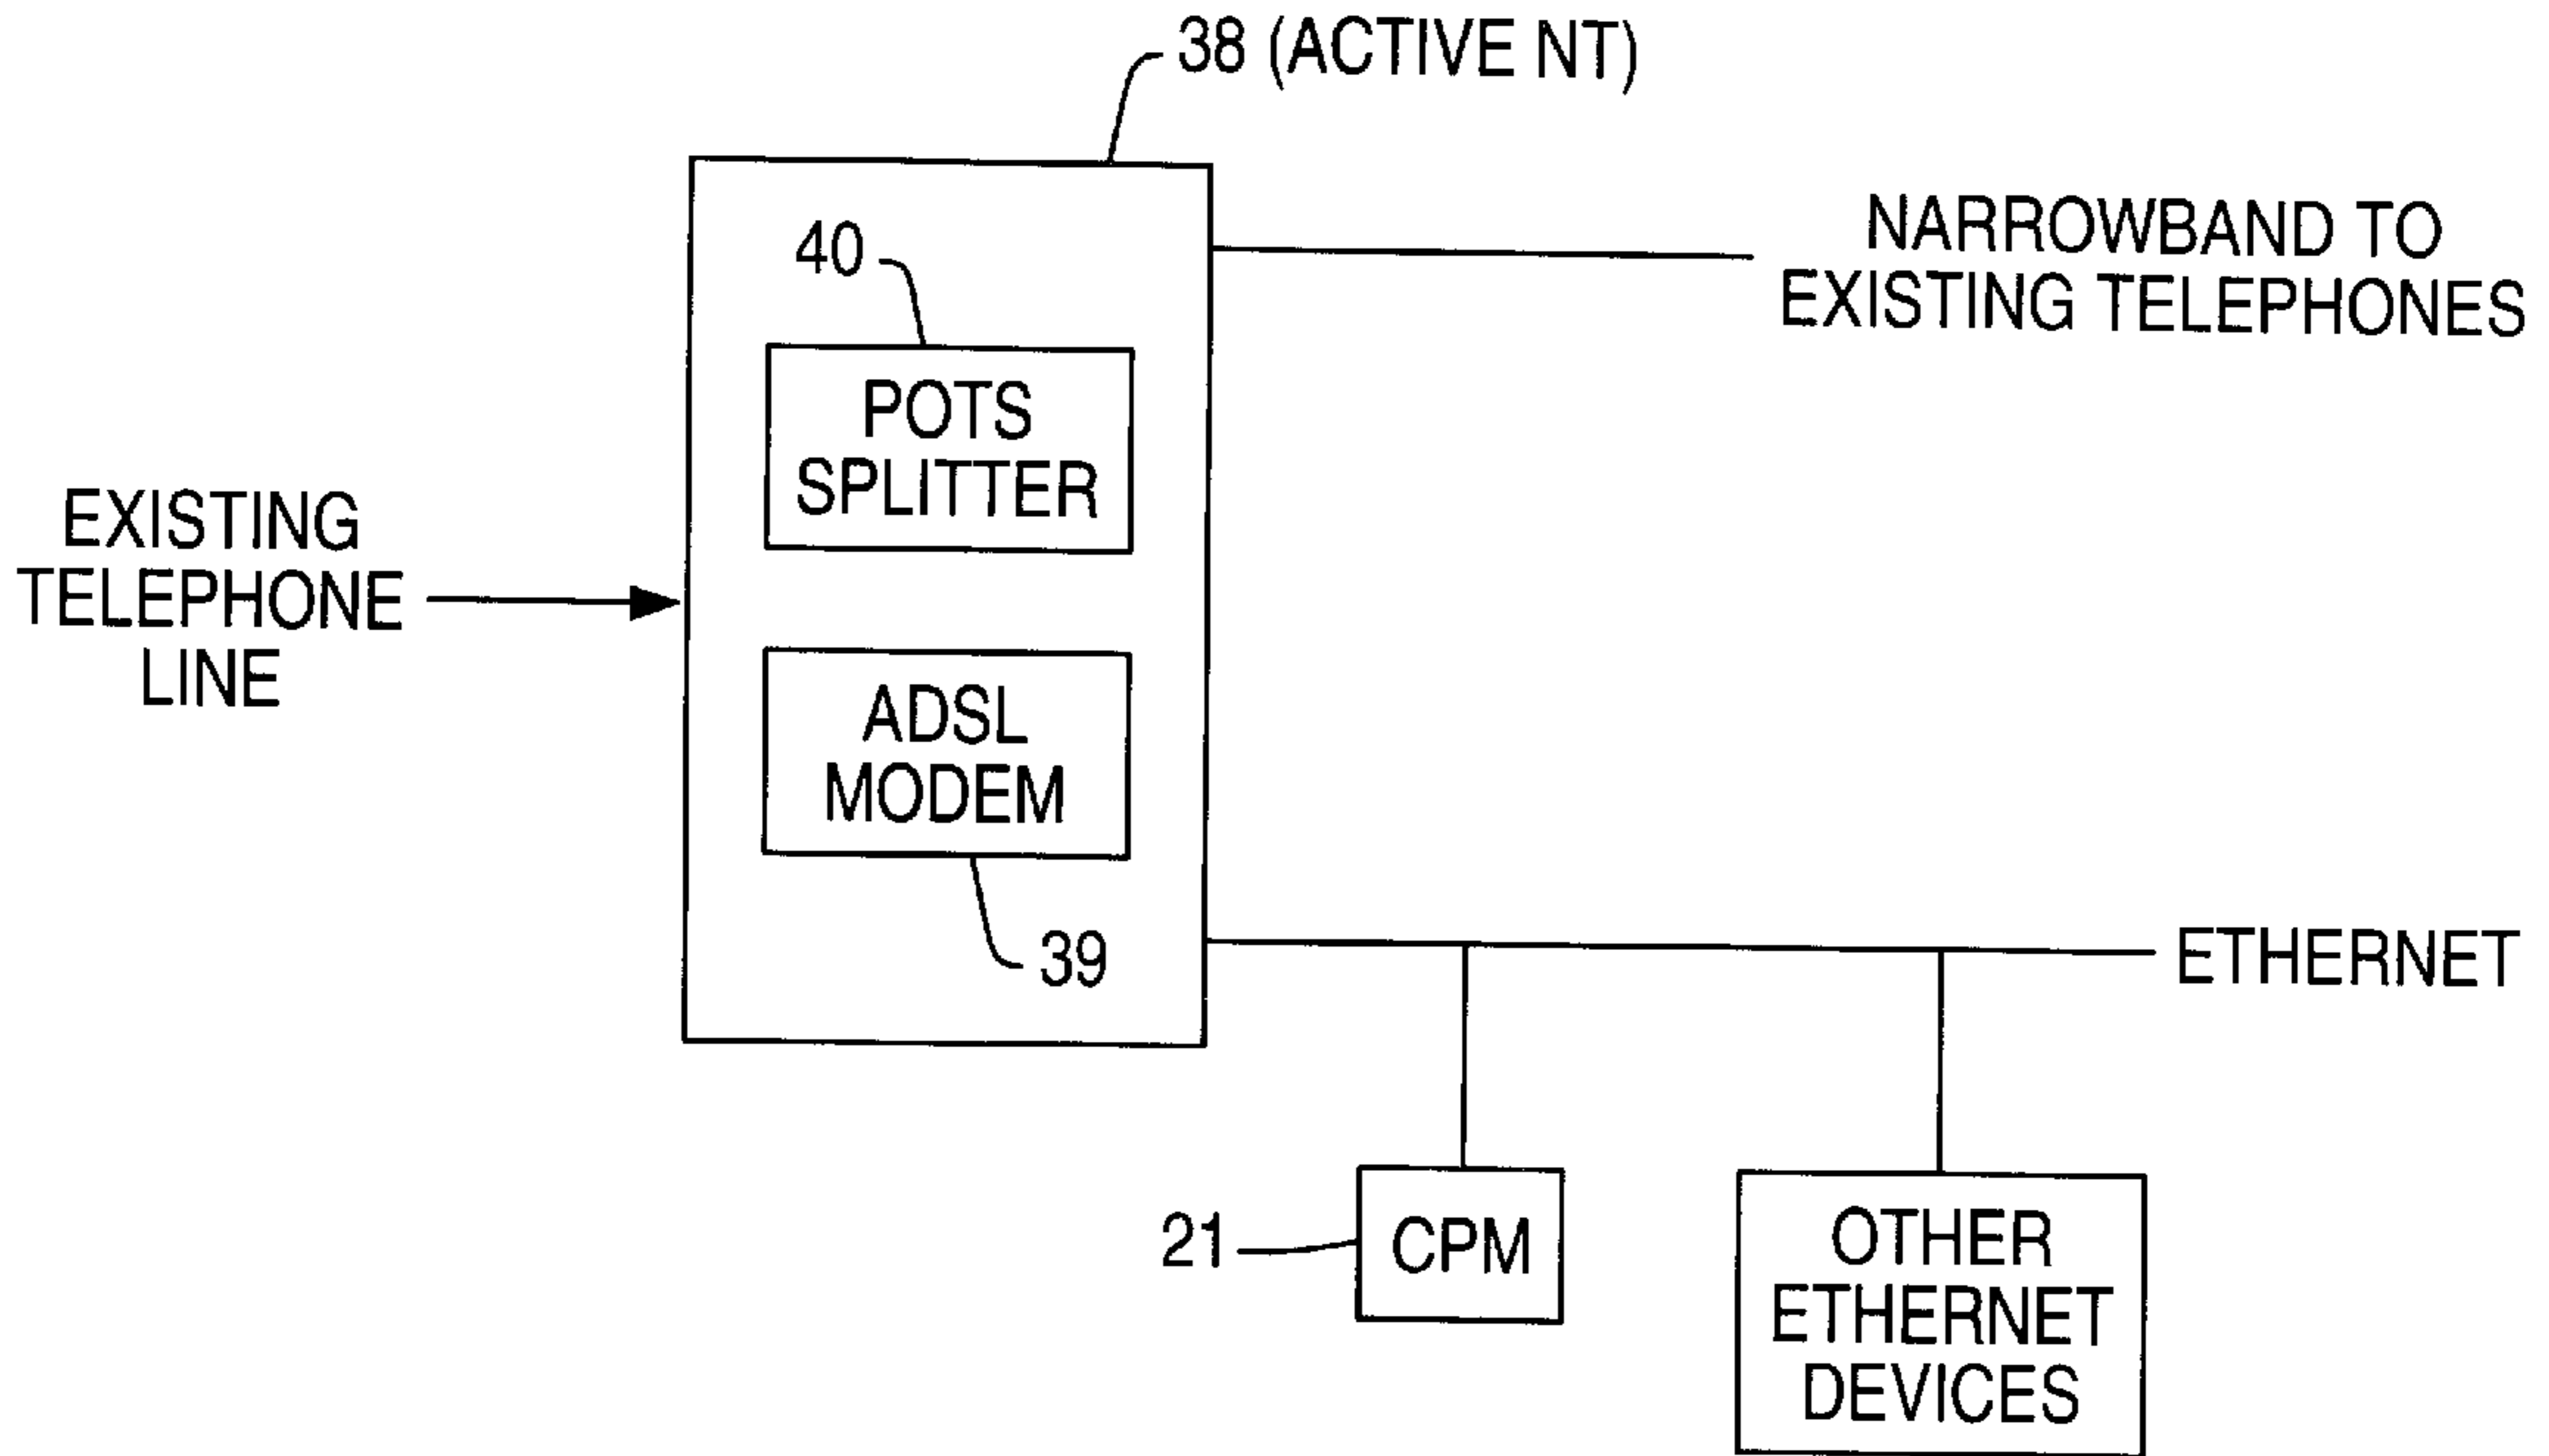 38 (ACTIVE NT)
NARROWBAND TO
EXISTING TELEPHONES
40
POTS
SPLITTER
EXISTING
TELEPHONE
LINE
ADSL
MODEM
39
ETHERNET
21
CPM
OTHER
ETHERNET
DEVICES